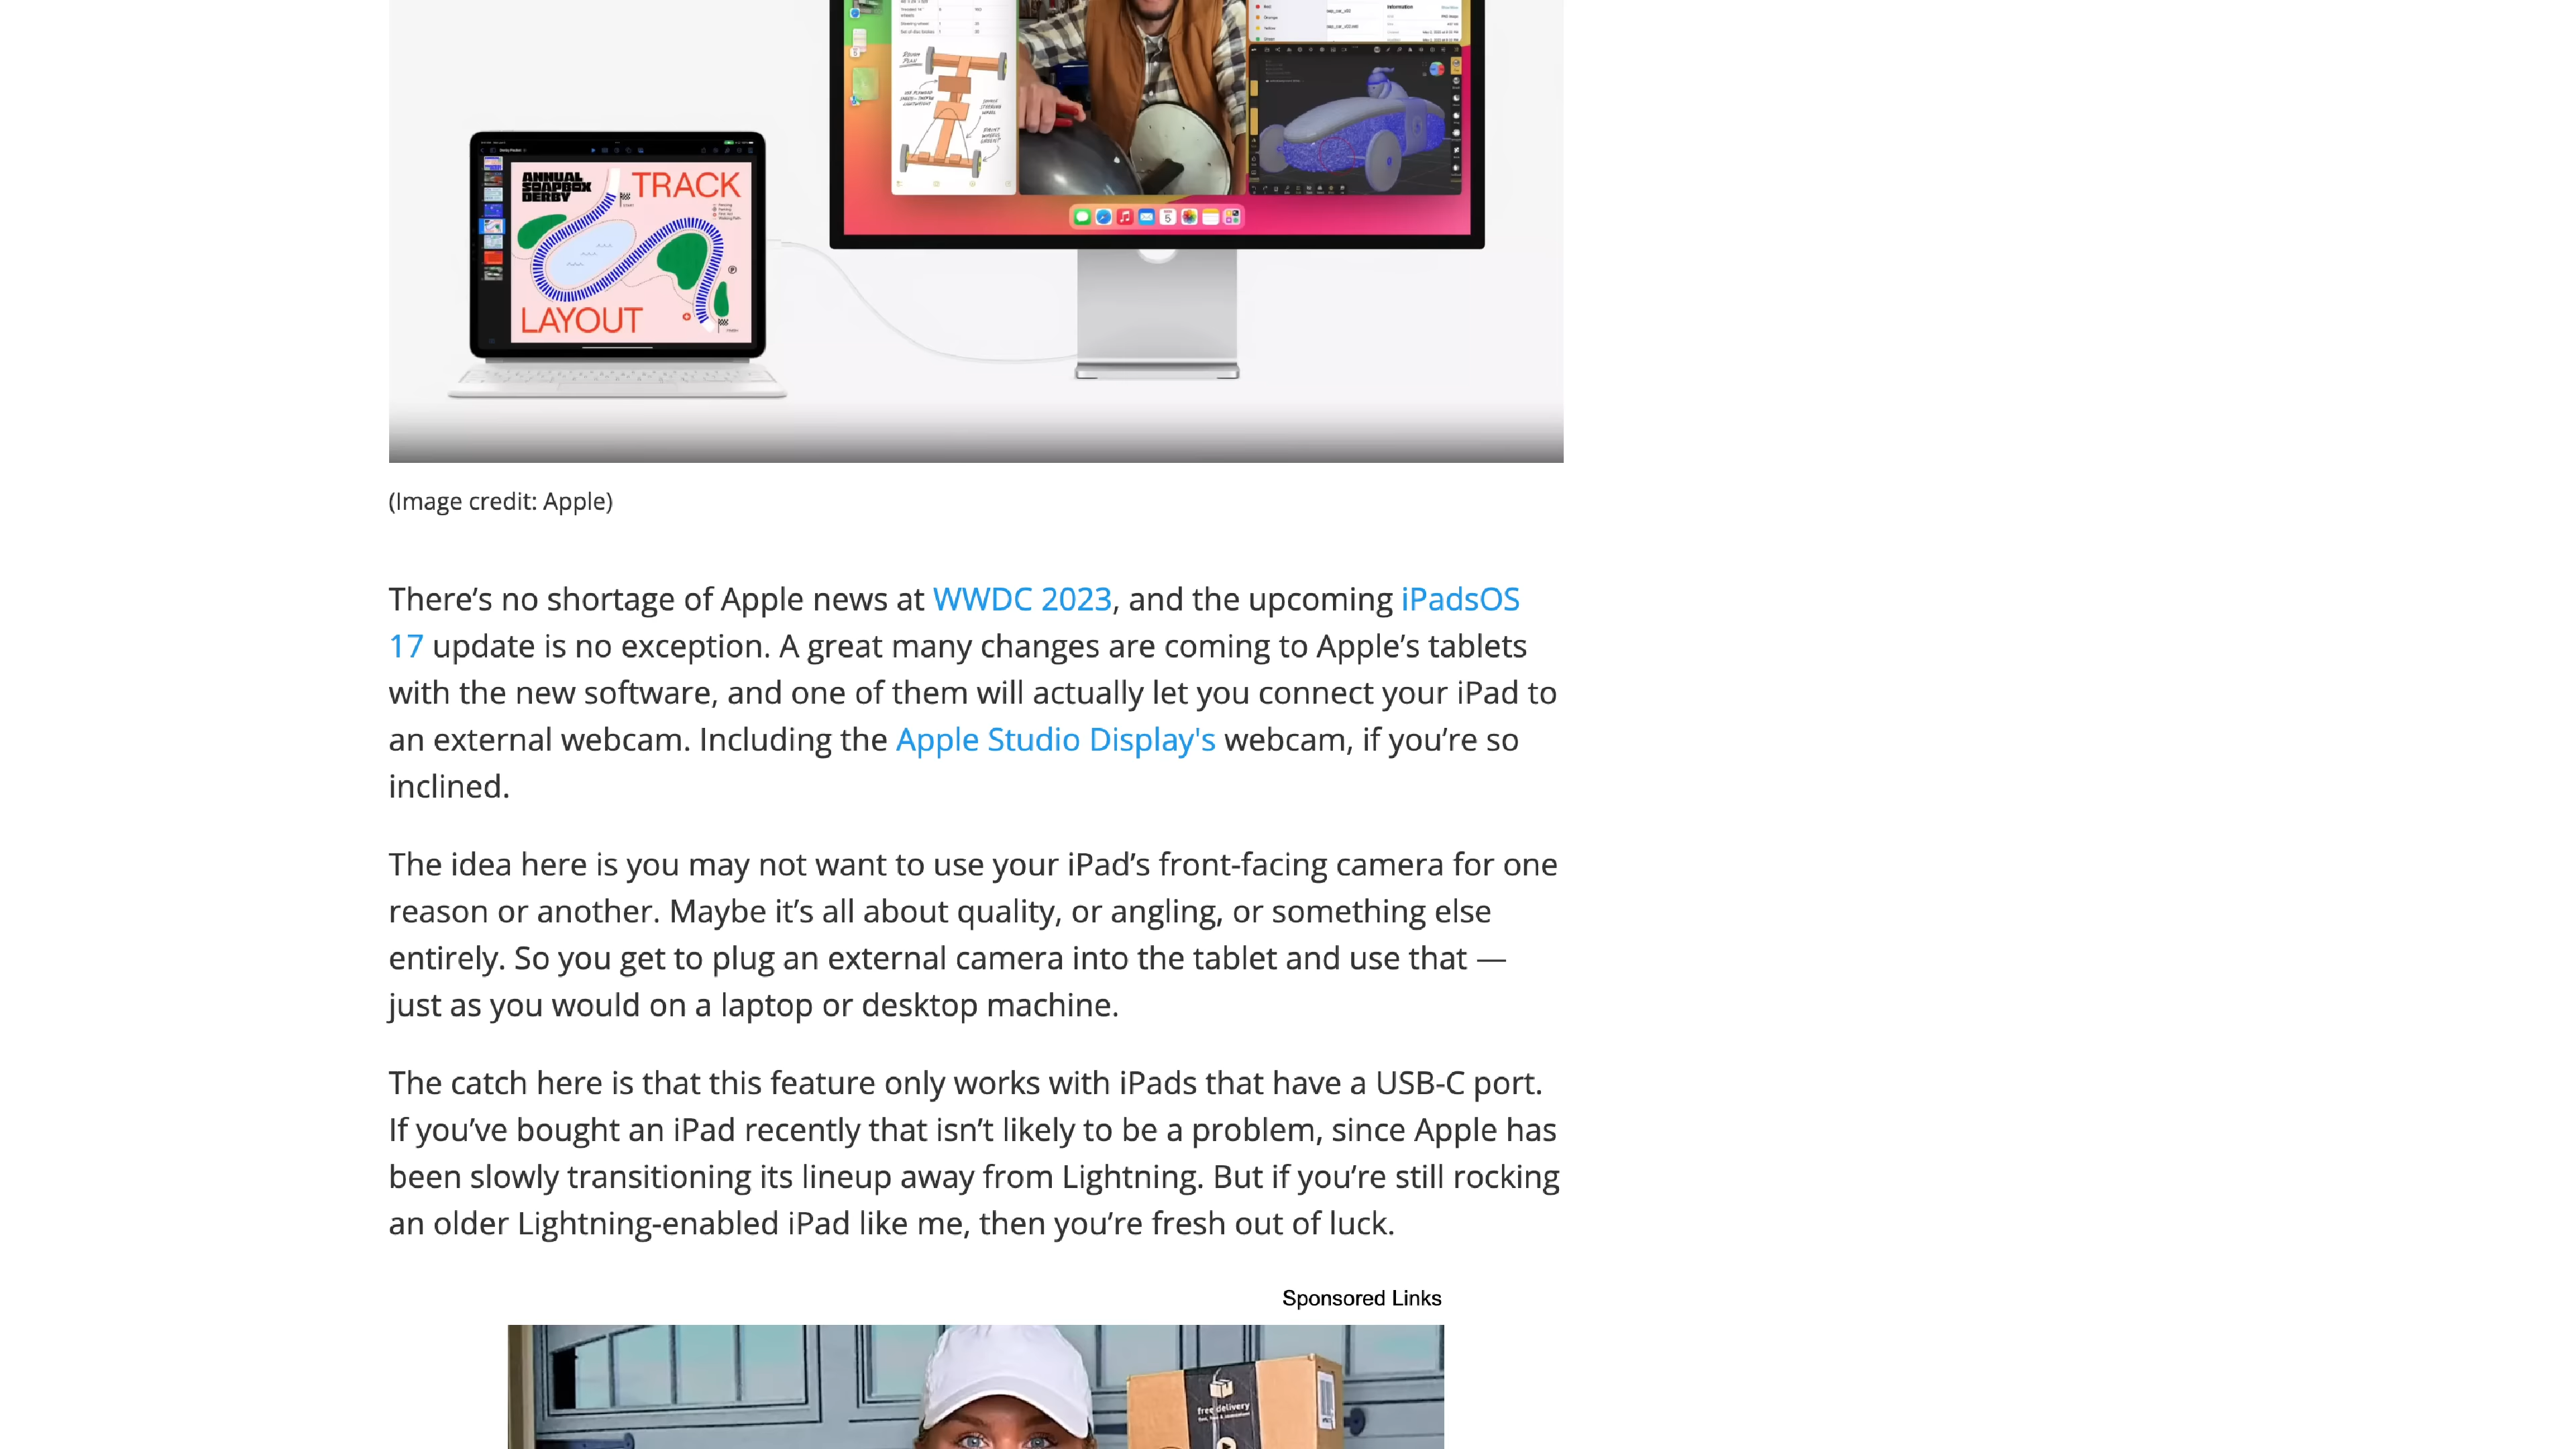 Information
ROUGH
PLAN
ANNUAL
SOAPBOX
DERBY
TRACK
LAYOUT
5
(Image credit: Apple)
There’s no shortage of Apple news at WWDC 2023, and the upcoming iPadsOS
17 update is no exception. A great many changes are coming to Apple’s tablets
with the new software, and one of them will actually let you connect your iPad to
an external webcam. Including the Apple Studio Display's webcam, if you’re so
inclined.
The idea here is you may not want to use your iPad’s front-facing camera for one
reason or another. Maybe it’s all about quality, or angling, or something else
entirely. So you get to plug an external camera into the tablet and use that —
just as you would on a laptop or desktop machine.
The catch here is that this feature only works with iPads that have a USB-C port.
If you’ve bought an iPad recently that isn’t likely to be a problem, since Apple has
been slowly transitioning its lineup away from Lightning. But if you’re still rocking
an older Lightning-enabled iPad like me, then you’re fresh out of luck.
Sponsored Links
free delivery